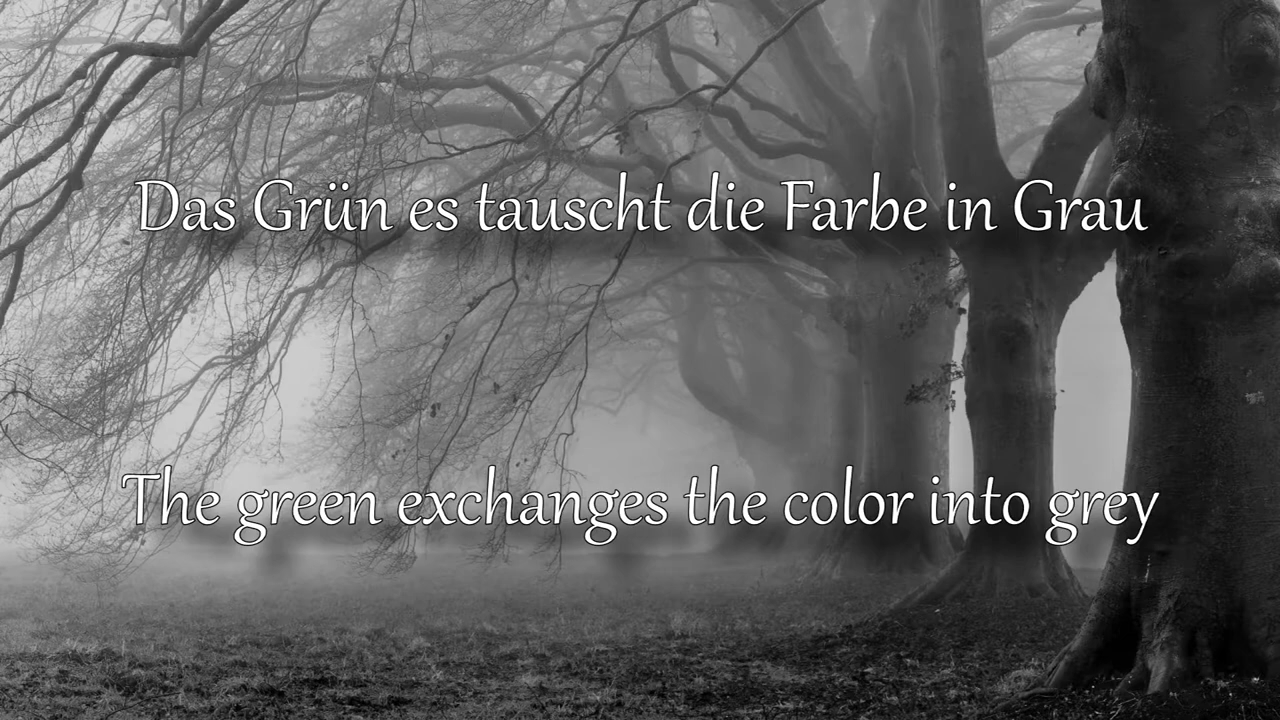 Das Grün es tauscht die Farbe in Grau
The green exchanges the color into grey